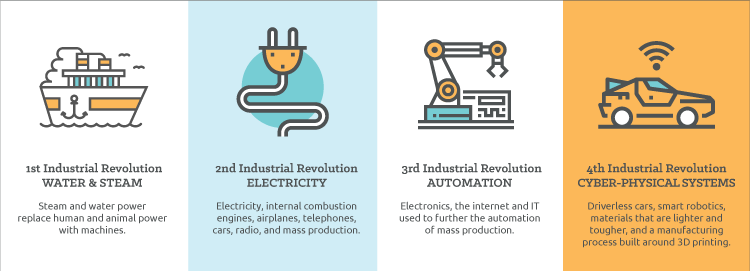 1st Industrial Revolution
WATER & STEAM
Steam and water power
replace human and animal power
with machines.
2nd Industrial Revolution
ELECTRICITY
Electricity, internal combustion
engines, airplanes, telephones,
cars, radio, and mass production.
3rd Industrial Revolution
AUTOMATION
Electronics, the internet and IT
used to further the automation
of mass production.
4th Industrial Revolution
CYBER-PHYSICAL SYSTEMS
Driverless cars, smart robotics,
materials that are lighter and
tougher, and a manufacturing
process built around 3D printing.